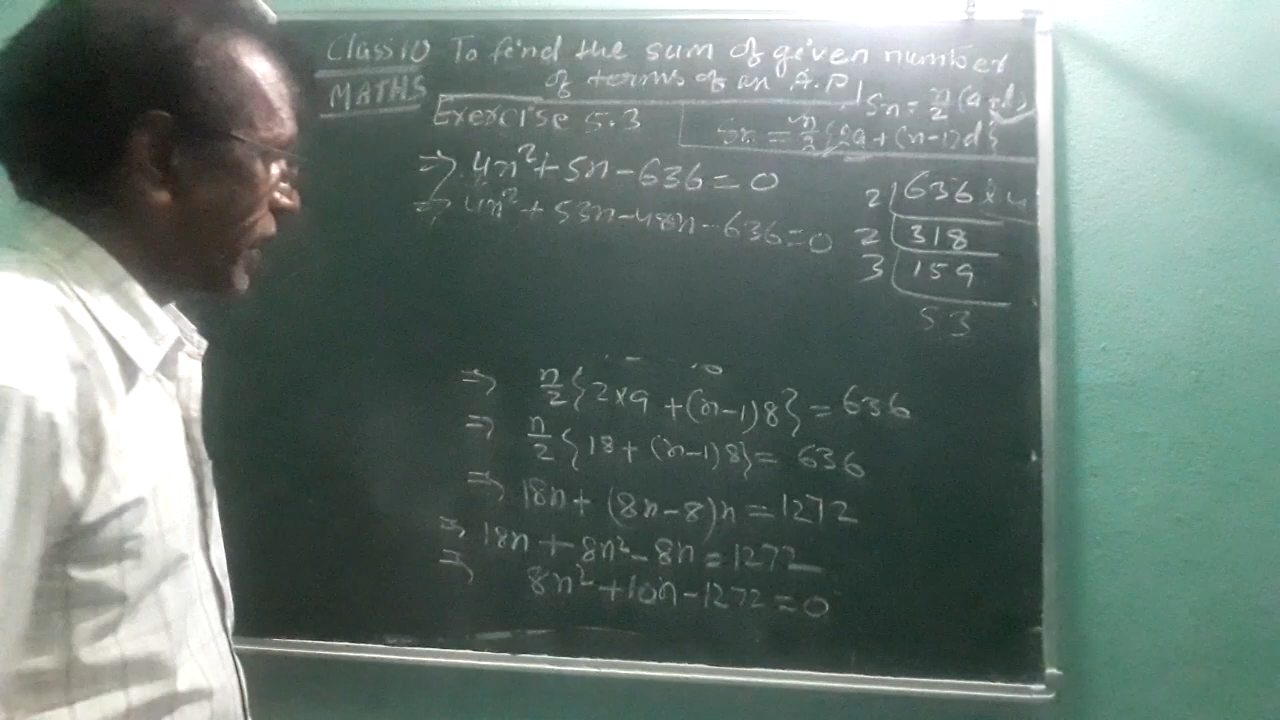 Class 10 To find the sum of given number
MATHS of terms of an A.P.
Sn = n/2 (a + l)
Exercise 5.3
Sn = n/2 {2a + (n-1)d}
⇒ 4n² + 5n - 636 = 0
⇒ 4n² + 53n - 48n - 636 = 0
2 | 636 × 4
2 | 318
3 | 159
53
⇒ n/2 {2×9 + (n-1)8} = 636
⇒ n/2 {18 + (n-1)8} = 636
⇒ 18n + (8n-8)n = 1272
⇒ 18n + 8n² - 8n = 1272
⇒ 8n² + 10n - 1272 = 0